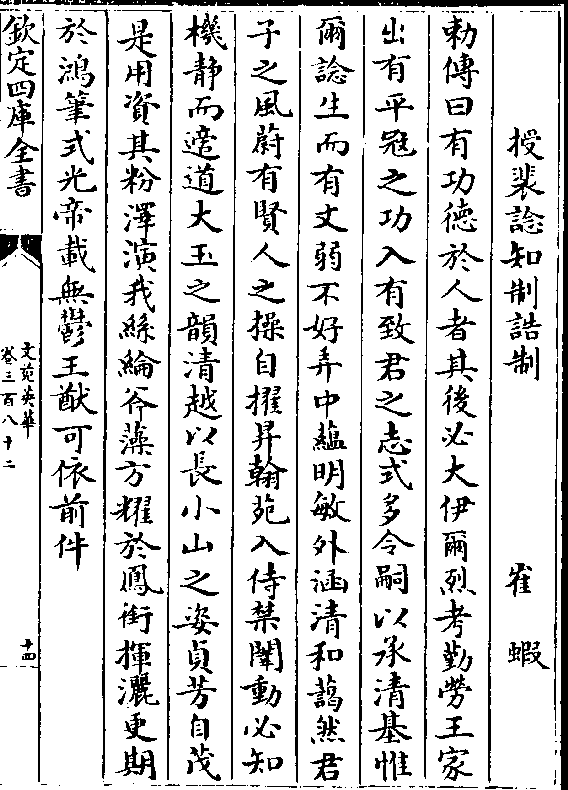 授裴諗知制誥制　崔蝦
勅傳曰有功德於人者其後必大伊爾烈考勤勞王家
出有平冦之功入有致君之志式多令嗣以承清基惟
爾諗生而有文弱不好弄中蘊明敏外涵清和藹然君
子之風蔚有賢人之操自擢昇翰苑入侍禁闈動必知
機静而遵道大玉之韻清越以長小山之姿貞芳自茂
是用資其粉澤演我絲綸斧藻方耀於鳳銜揮灑更期
於鴻筆式光帝載無鬱王猷可依前件
欽定四庫全書
文苑英華
卷三百八十二
十四